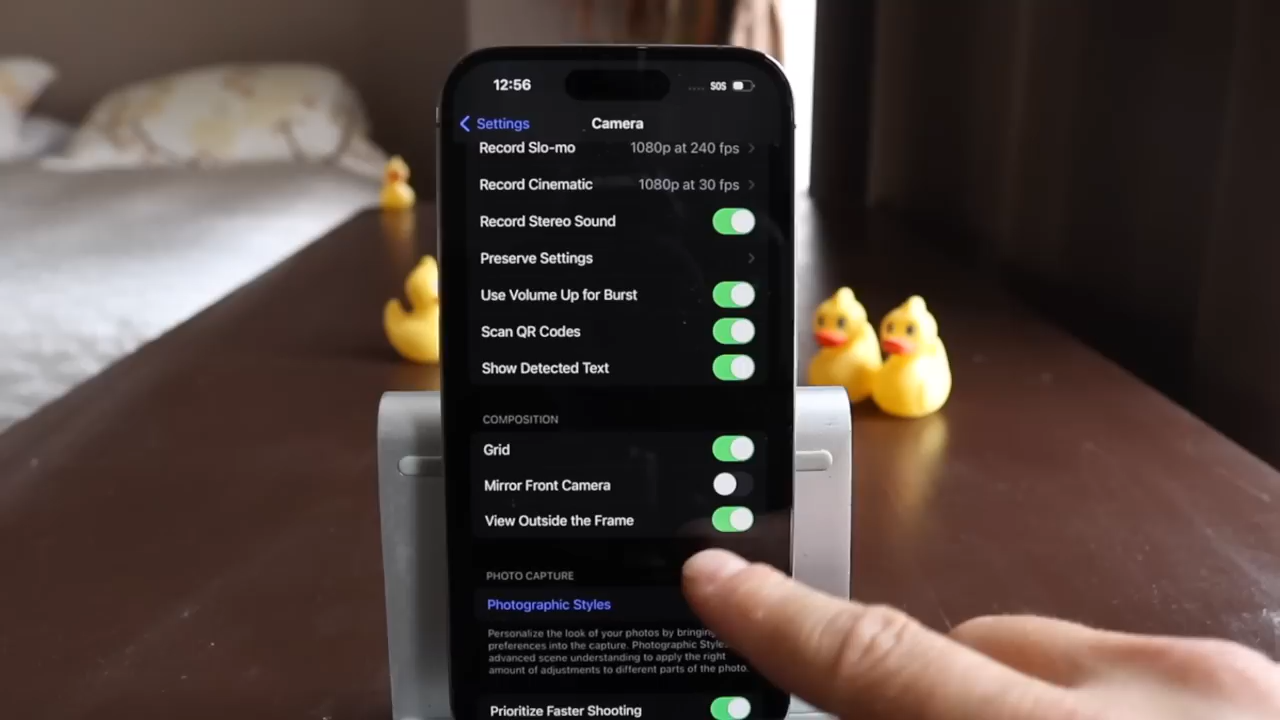 12:56 SOS
Settings Camera
Record Slo-mo 1080p at 240 fps
Record Cinematic 1080p at 30 fps
Record Stereo Sound
Preserve Settings
Use Volume Up for Burst
Scan QR Codes
Show Detected Text
COMPOSITION
Grid
Mirror Front Camera
View Outside the Frame
PHOTO CAPTURE
Photographic Styles
Personalize the look of your photos by bringing
preferences into the capture. Photographic
advanced scene understanding to apply the right
amount of adjustments to different parts of the photo.
Prioritize Faster Shooting